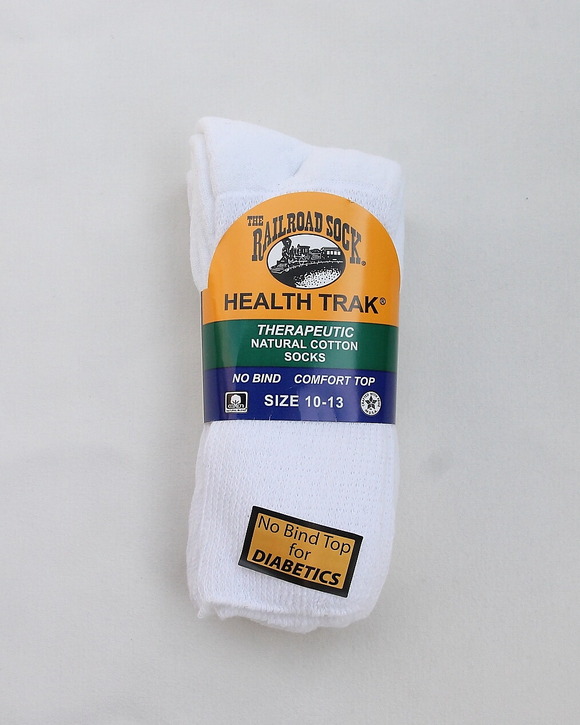 THE
RAILROAD SOCK®
HEALTH TRAK®
THERAPEUTIC
NATURAL COTTON
SOCKS
NO BIND COMFORT TOP
SIZE 10-13
No Bind Top
for
DIABETICS